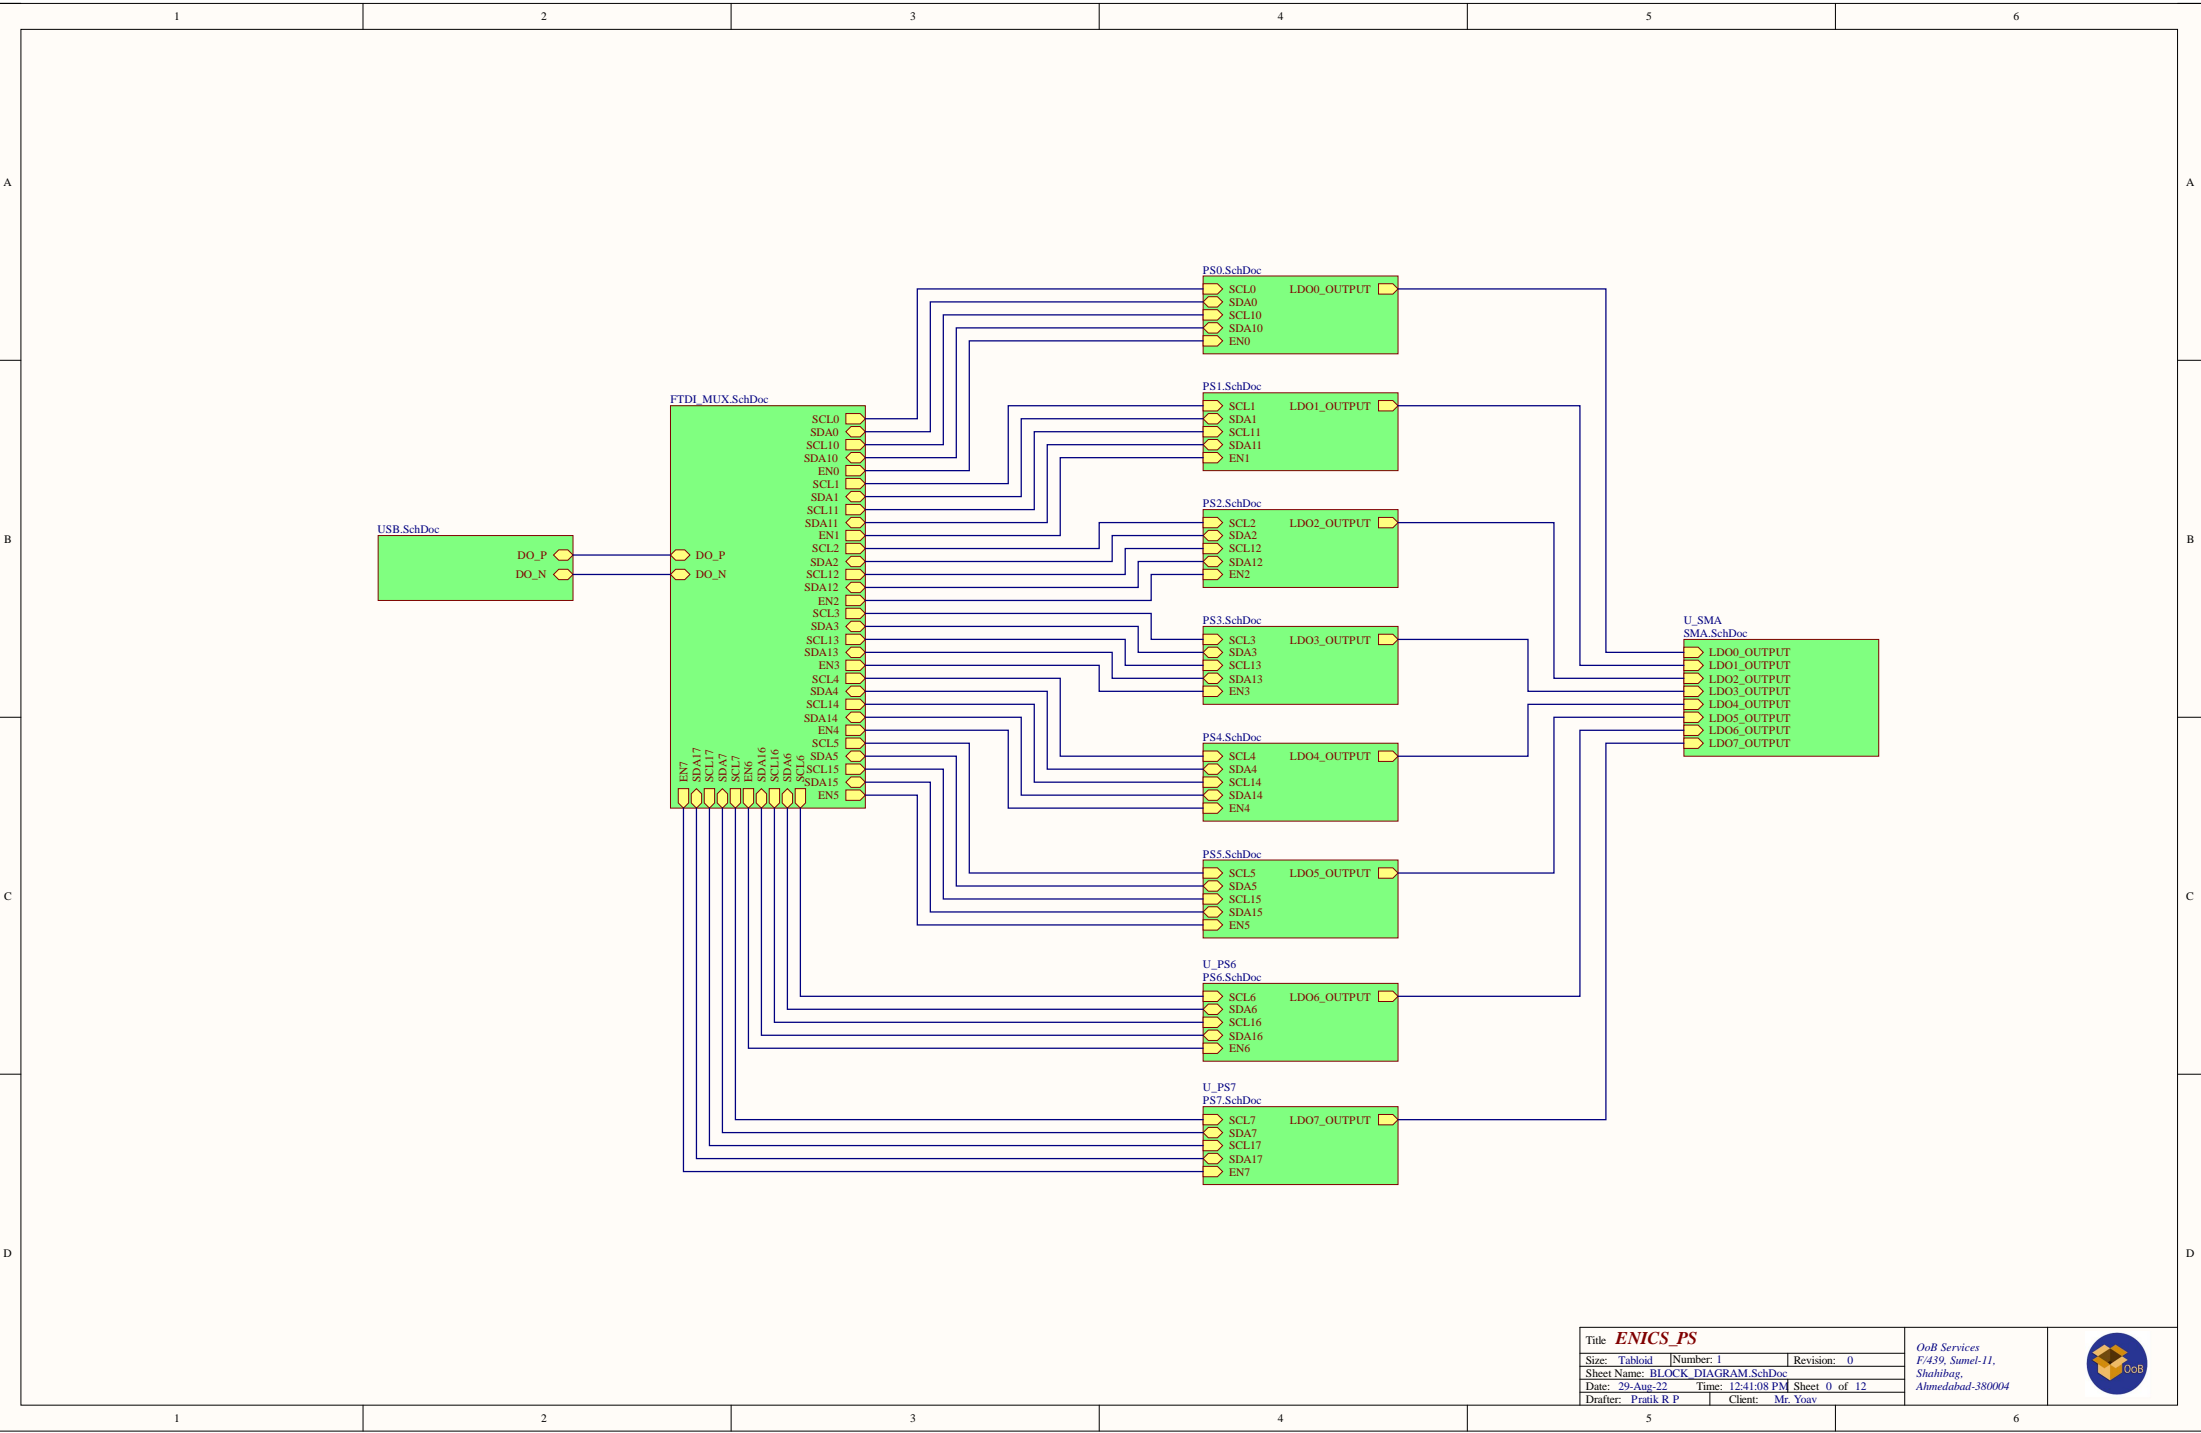 1 2 3 4 5 6
A A
PS0.SchDoc
SCL0 LDO0_OUTPUT
SDA0
SCL10
SDA10
EN0
PS1.SchDoc
SCL1 LDO1_OUTPUT
SDA1
SCL11
SDA11
EN1
FTDI_MUX.SchDoc
SCL0
SDA0
SCL10
SDA10
EN0
SCL1
SDA1
SCL11
SDA11
EN1
SCL2
SDA2
SCL12
SDA12
EN2
SCL3
SDA3
SCL13
SDA13
EN3
SCL4
SDA4
SCL14
SDA14
EN4
SCL5
SDA5
SCL15
SDA15
EN5
DO_P
DO_N
EN7
SDA17
SCL17
SDA7
SCL7
EN6
SDA16
SCL16
SDA6
SCL6
PS2.SchDoc
SCL2 LDO2_OUTPUT
SDA2
SCL12
SDA12
EN2
B B
USB.SchDoc
DO_P
DO_N
PS3.SchDoc
SCL3 LDO3_OUTPUT
SDA3
SCL13
SDA13
EN3
U_SMA
SMA.SchDoc
LDO0_OUTPUT
LDO1_OUTPUT
LDO2_OUTPUT
LDO3_OUTPUT
LDO4_OUTPUT
LDO5_OUTPUT
LDO6_OUTPUT
LDO7_OUTPUT
PS4.SchDoc
SCL4 LDO4_OUTPUT
SDA4
SCL14
SDA14
EN4
PS5.SchDoc
SCL5 LDO5_OUTPUT
SDA5
SCL15
SDA15
EN5
C C
U_PS6
PS6.SchDoc
SCL6 LDO6_OUTPUT
SDA6
SCL16
SDA16
EN6
U_PS7
PS7.SchDoc
SCL7 LDO7_OUTPUT
SDA7
SCL17
SDA17
EN7
D D
Title ENICS_PS
Size: Tabloid Number: 1 Revision: 0
Sheet Name: BLOCK_DIAGRAM.SchDoc
Date: 29-Aug-22 Time: 12:41:08 PM Sheet 0 of 12
Drafter: Pratik R P Client: Mr. Yoav
OoB Services
F/439, Sumel-11,
Shahibag,
Ahmedabad-380004
OoB
1 2 3 4 5 6